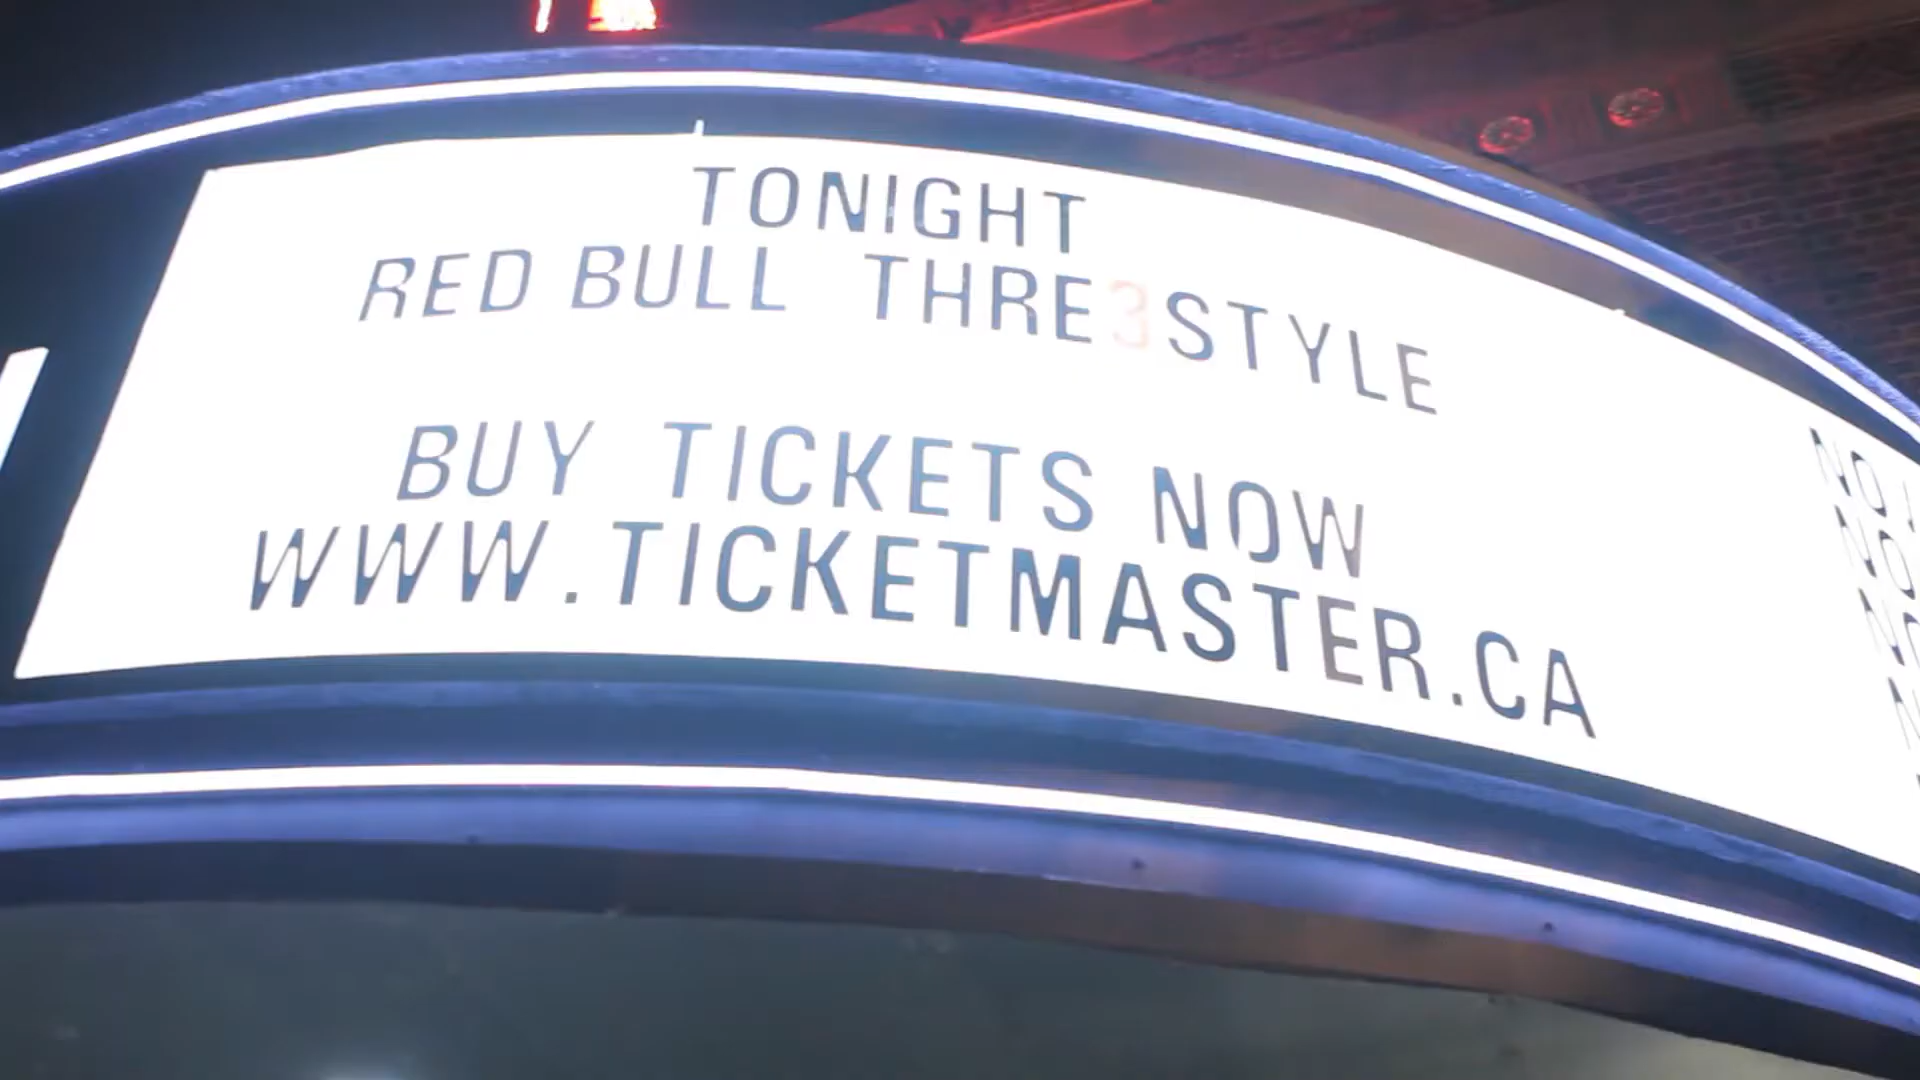 TONIGHT
RED BULL THRE3STYLE
BUY TICKETS NOW
WWW.TICKETMASTER.CA